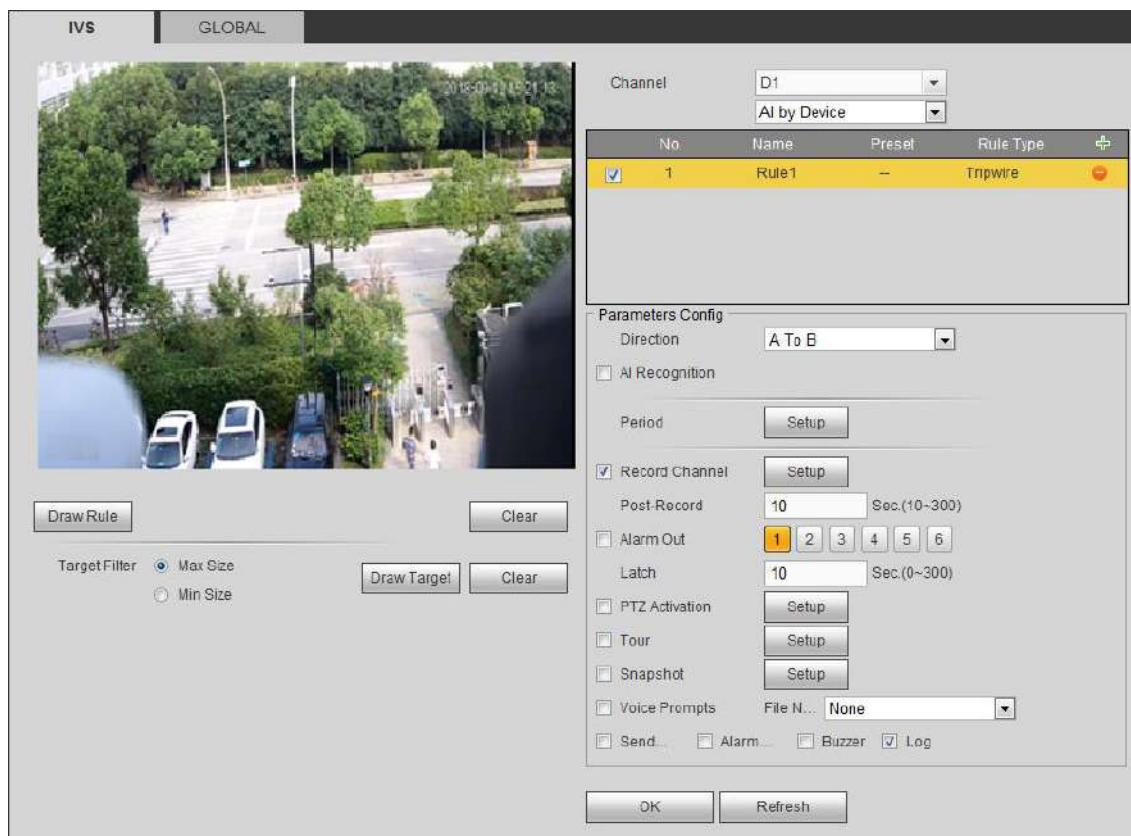 IVS GLOBAL
Channel D1
AI by Device
No Name Preset Rule Type
1 Rule1 -- Tripwire
Parameters Config
Direction A To B
AI Recognition
Period Setup
Record Channel Setup
Post-Record 10 Sec.(10~300)
Alarm Out 1 2 3 4 5 6
Latch 10 Sec.(0~300)
PTZ Activation Setup
Tour Setup
Snapshot Setup
Voice Prompts File N... None
Send... Alarm... Buzzer Log
OK Refresh
Draw Rule Clear
Target Filter Max Size Draw Target Clear
Min Size